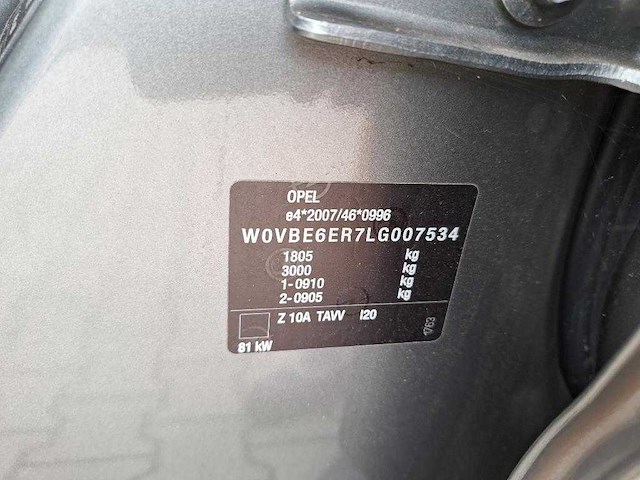 OPEL
e4*2007/46*0996
W0VBE6ER7LG007534
1805 kg
3000 kg
1-0910 kg
2-0905 kg
Z 10A TAVV I20
81 kW
1763